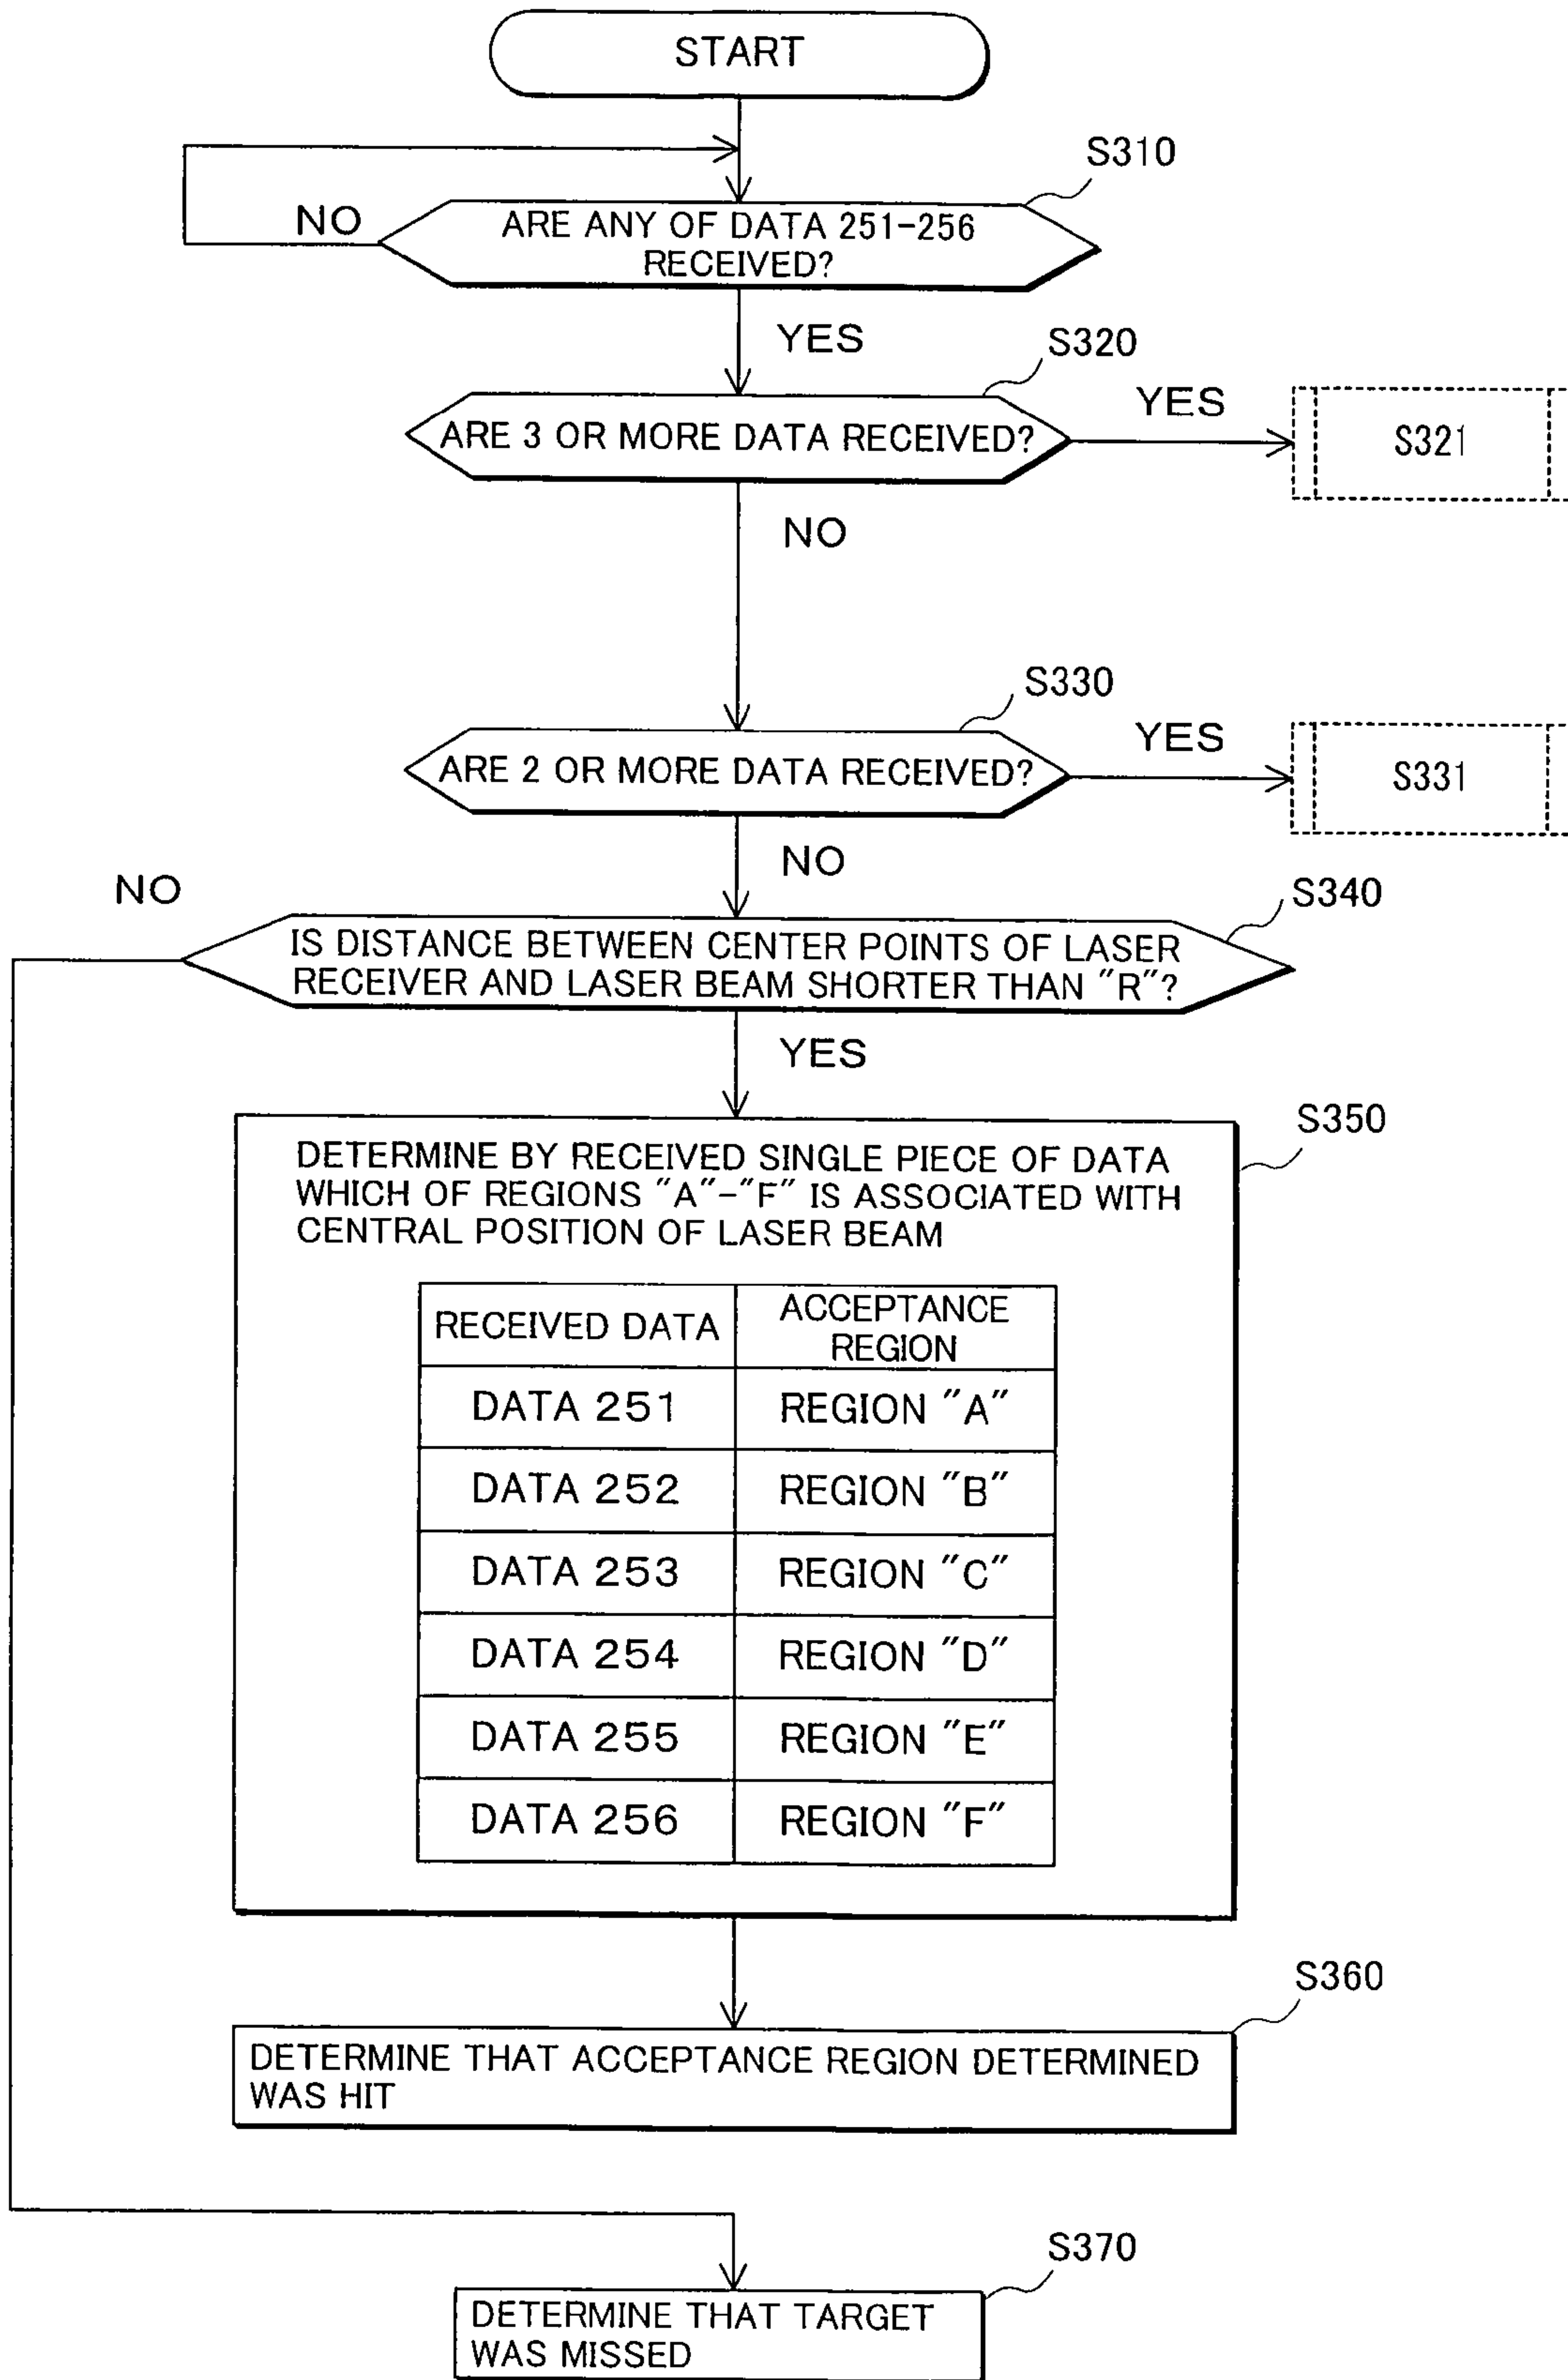 START
S310
NO
ARE ANY OF DATA 251-256
RECEIVED?
YES
S320
YES
ARE 3 OR MORE DATA RECEIVED?
S321
NO
S330
YES
ARE 2 OR MORE DATA RECEIVED?
S331
NO
NO
S340
IS DISTANCE BETWEEN CENTER POINTS OF LASER
RECEIVER AND LASER BEAM SHORTER THAN "R"?
YES
S350
DETERMINE BY RECEIVED SINGLE PIECE OF DATA
WHICH OF REGIONS "A"-"F" IS ASSOCIATED WITH
CENTRAL POSITION OF LASER BEAM
RECEIVED DATA
ACCEPTANCE
REGION
DATA 251
REGION "A"
DATA 252
REGION "B"
DATA 253
REGION "C"
DATA 254
REGION "D"
DATA 255
REGION "E"
DATA 256
REGION "F"
S360
DETERMINE THAT ACCEPTANCE REGION DETERMINED
WAS HIT
S370
DETERMINE THAT TARGET
WAS MISSED